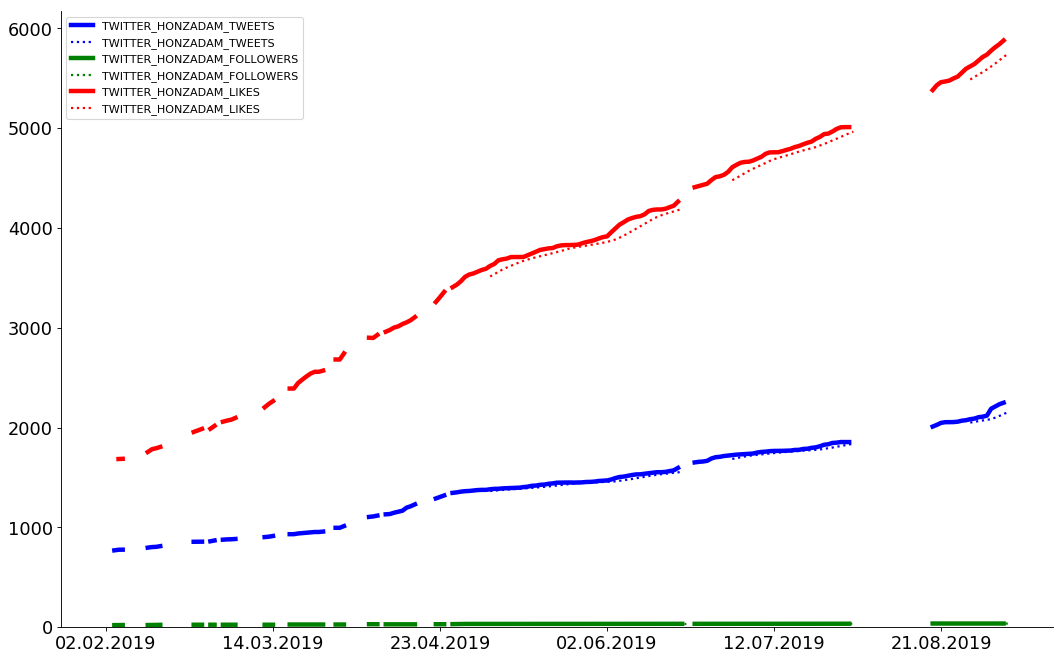 6000
5000
4000
3000
2000
1000
0
TWITTER_HONZADAM_TWEETS
TWITTER_HONZADAM_TWEETS
TWITTER_HONZADAM_FOLLOWERS
TWITTER_HONZADAM_FOLLOWERS
TWITTER_HONZADAM_LIKES
TWITTER_HONZADAM_LIKES
02.02.2019 14.03.2019 23.04.2019 02.06.2019 12.07.2019 21.08.2019